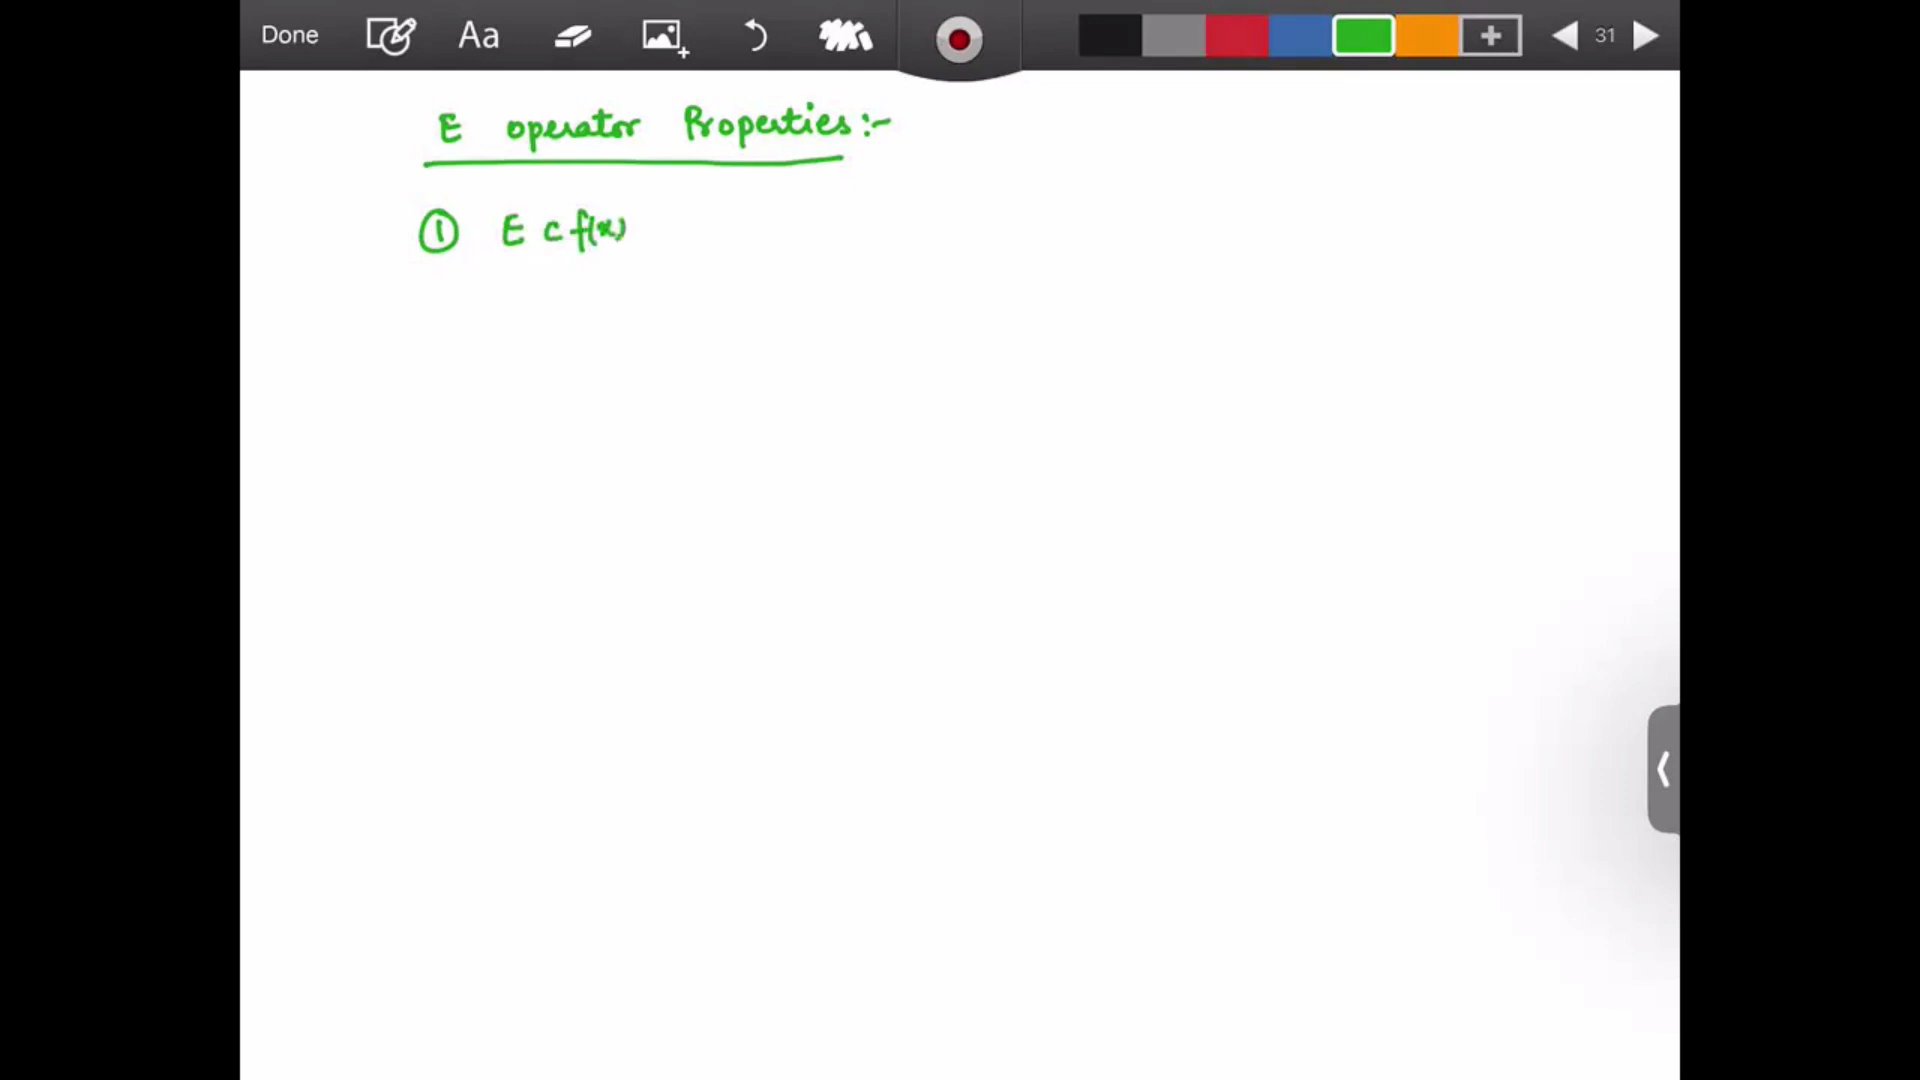 Done Aa 31
E operator Properties:-
① E c f(x)